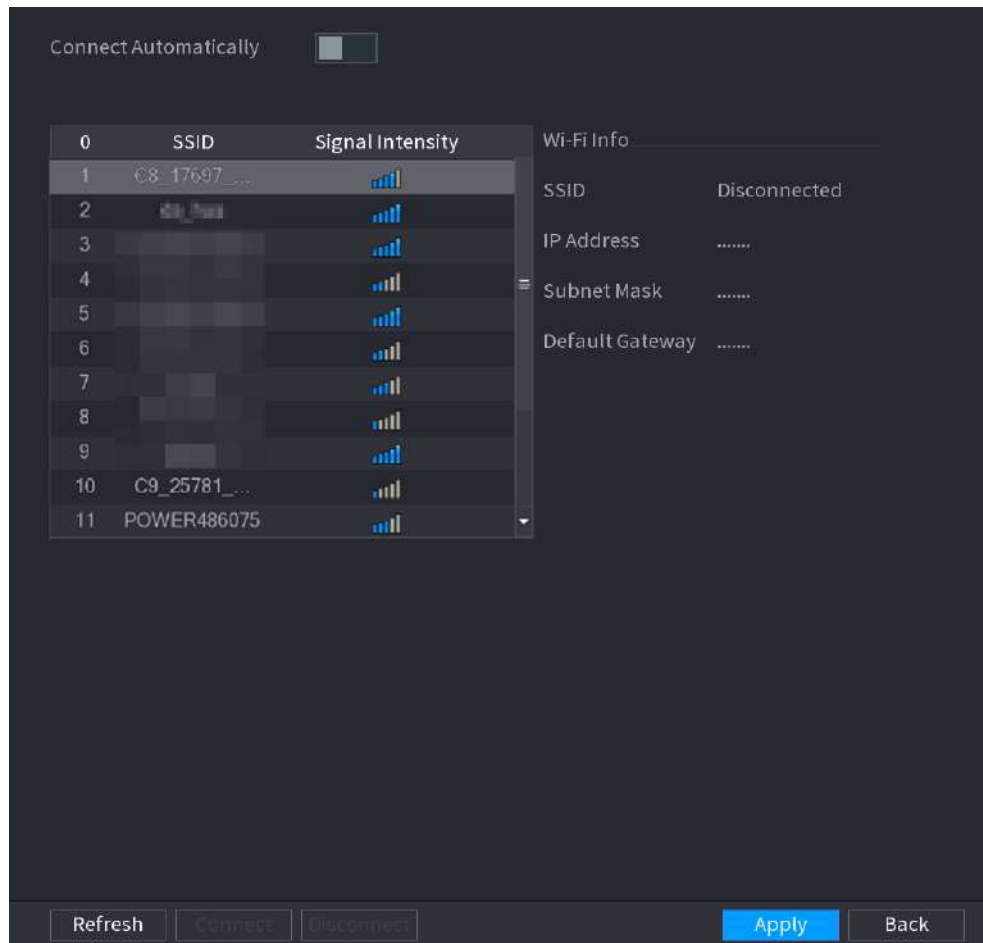 Connect Automatically
0 SSID Signal Intensity
1 C8_17697_...
2
3
4
5
6
7
8
9
10 C9_25781_...
11 POWER486075
Wi-Fi Info
SSID Disconnected
IP Address .......
Subnet Mask .......
Default Gateway .......
Refresh Connect Disconnect Apply Back